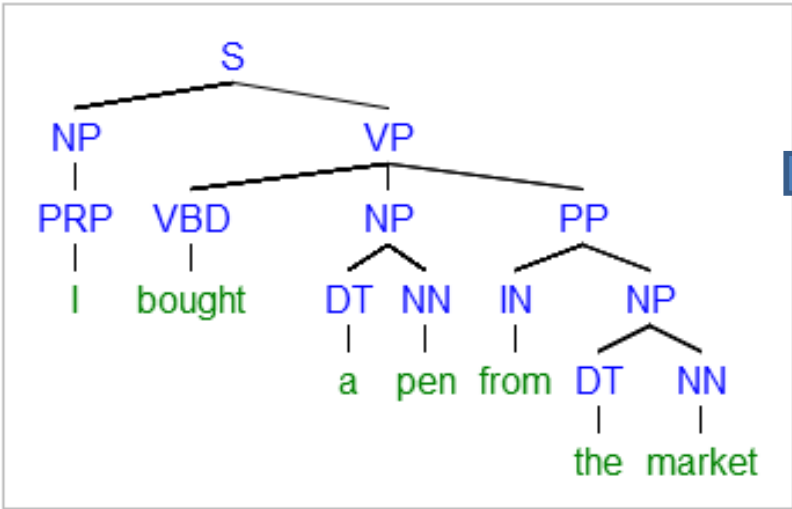 S
NP VP
PRP VBD NP PP
I bought DT NN IN NP
a pen from DT NN
the market